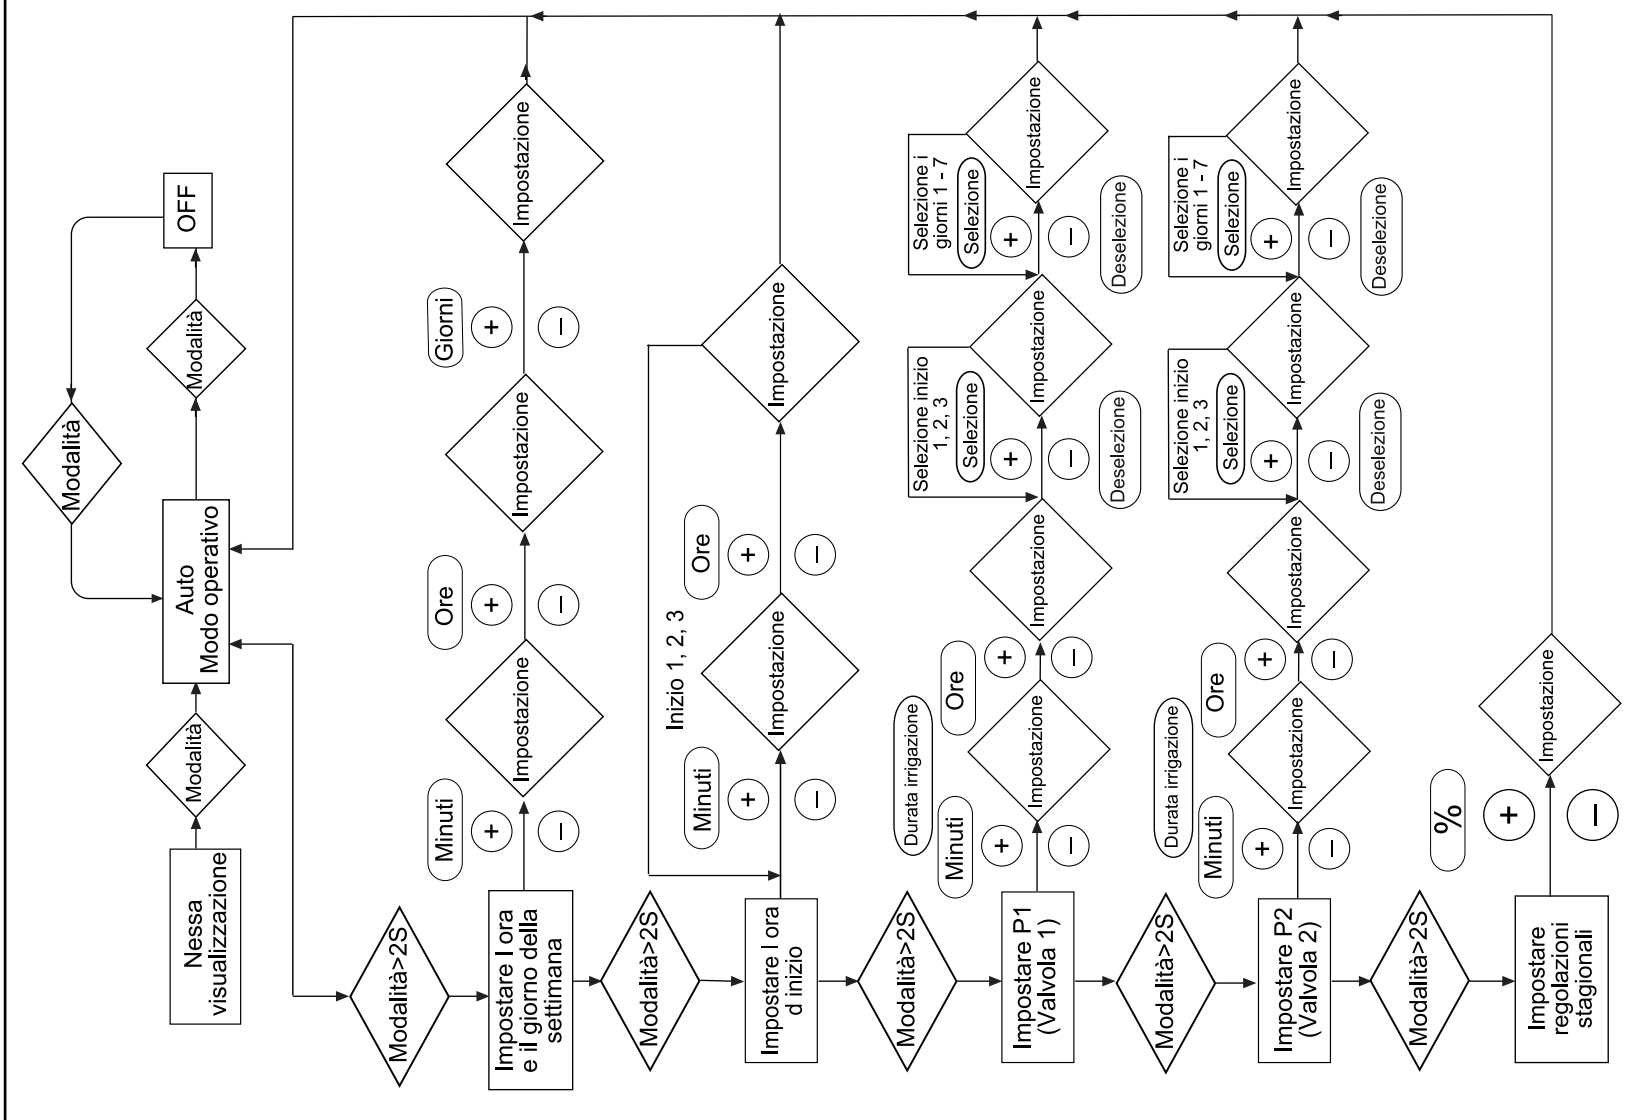 Modalità
Nessa
visualizzazione
Modalità
Auto
Modo operativo
Modalità
OFF
Modalità>2S
Impostare l ora
e il giorno della
settimana
Minuti
+
−
Impostazione
Ore
+
−
Impostazione
Giorni
+
−
Impostazione
Modalità>2S
Impostare l ora
d inizio
Inizio 1, 2, 3
Minuti
+
−
Impostazione
Ore
+
−
Impostazione
Modalità>2S
Impostare P1
(Valvola 1)
Durata irrigazione
Minuti
+
−
Impostazione
Ore
+
−
Impostazione
Selezione inizio
1, 2, 3
Selezione
+
−
Deselezione
Impostazione
Selezione i
giorni 1 - 7
Selezione
+
−
Deselezione
Impostazione
Modalità>2S
Impostare P2
(Valvola 2)
Durata irrigazione
Minuti
+
−
Impostazione
Ore
+
−
Impostazione
Selezione inizio
1, 2, 3
Selezione
+
−
Deselezione
Impostazione
Selezione i
giorni 1 - 7
Selezione
+
−
Deselezione
Impostazione
Modalità>2S
Impostare
regolazioni
stagionali
%
+
−
Impostazione